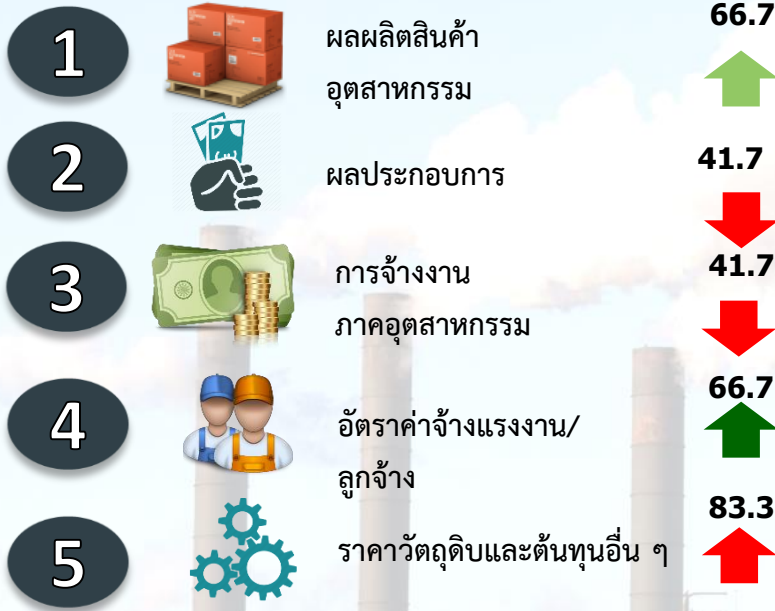 1
ผลผลิตสินค้า
อุตสาหกรรม
66.7
2
ผลประกอบการ
41.7
3
การจ้างงาน
ภาคอุตสาหกรรม
41.7
4
อัตราค่าจ้างแรงงาน/
ลูกจ้าง
66.7
5
ราคาวัตถุดิบและต้นทุนอื่น ๆ
83.3